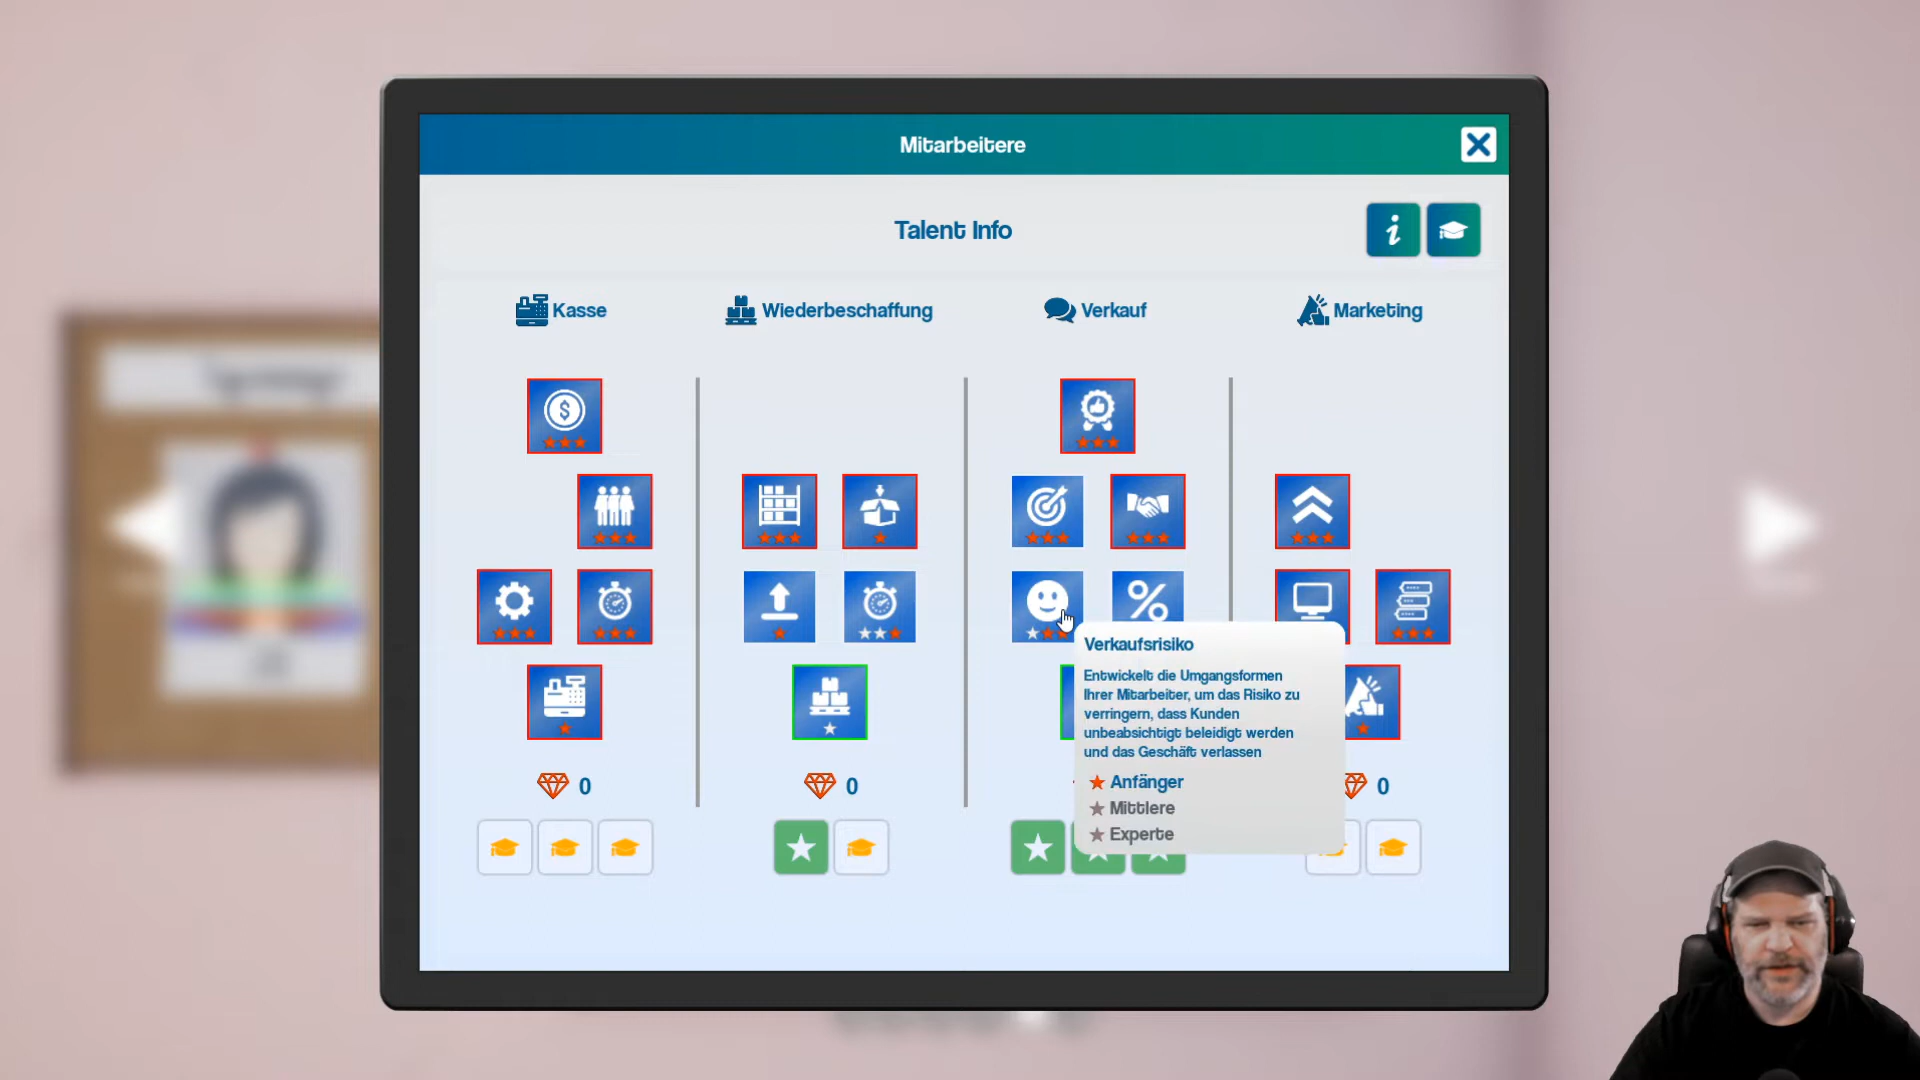 Mitarbeitere
Talent Info
Kasse
Wiederbeschaffung
Verkauf
Marketing
Verkaufsrisiko
Entwickelt die Umgangsformen
Ihrer Mitarbeiter, um das Risiko zu
verringern, dass Kunden
unbeabsichtigt beleidigt werden
und das Geschäft verlassen
Anfänger
Mittlere
Experte
0
0
0